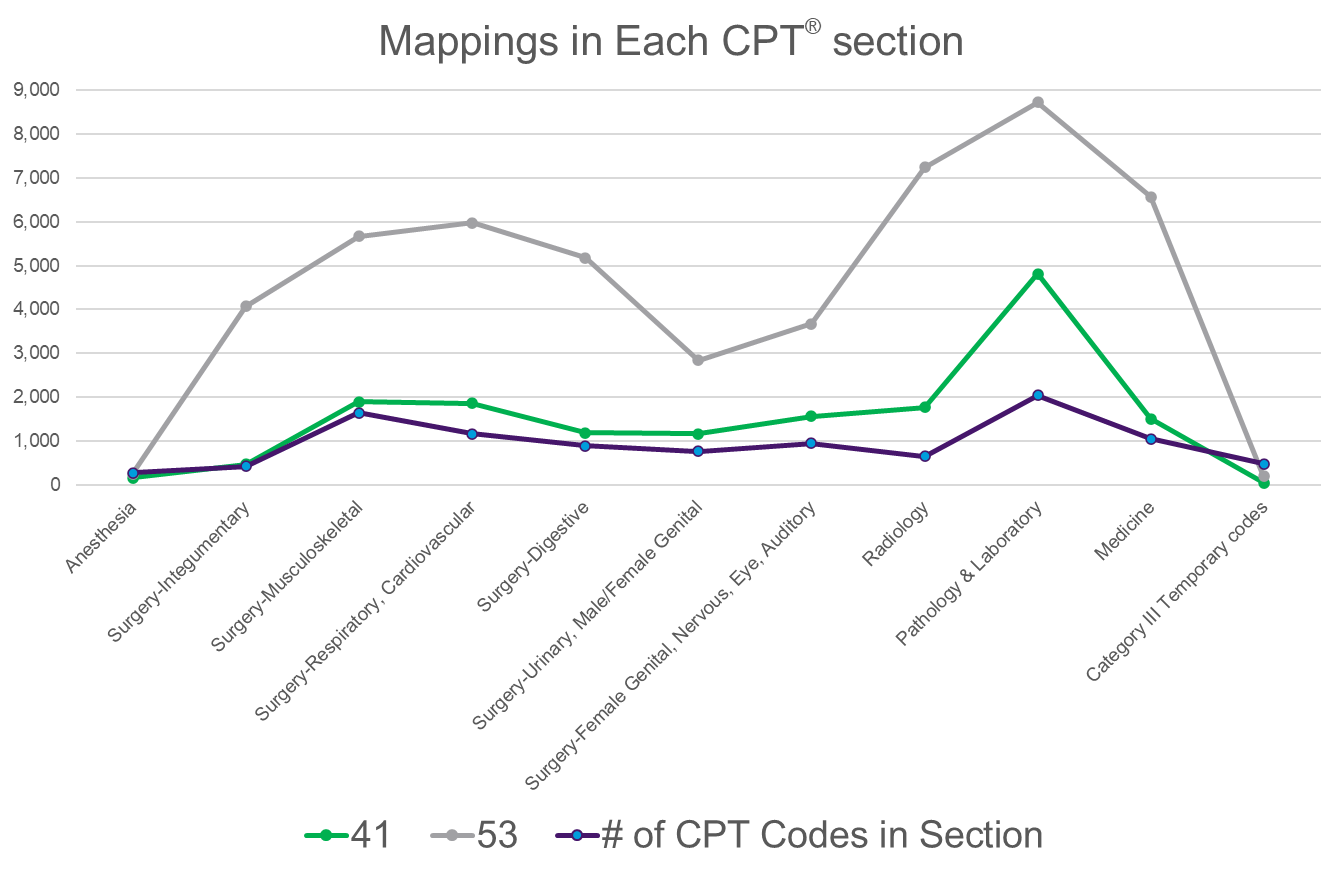 Mappings in Each CPT® section
9,000
8,000
7,000
6,000
5,000
4,000
3,000
2,000
1,000
0
Anesthesia
Surgery-Integumentary
Surgery-Musculoskeletal
Surgery-Respiratory, Cardiovascular
Surgery-Digestive
Surgery-Urinary, Male/Female Genital
Surgery-Female Genital, Nervous, Eye, Auditory
Radiology
Pathology & Laboratory
Medicine
Category III Temporary codes
41 53 # of CPT Codes in Section